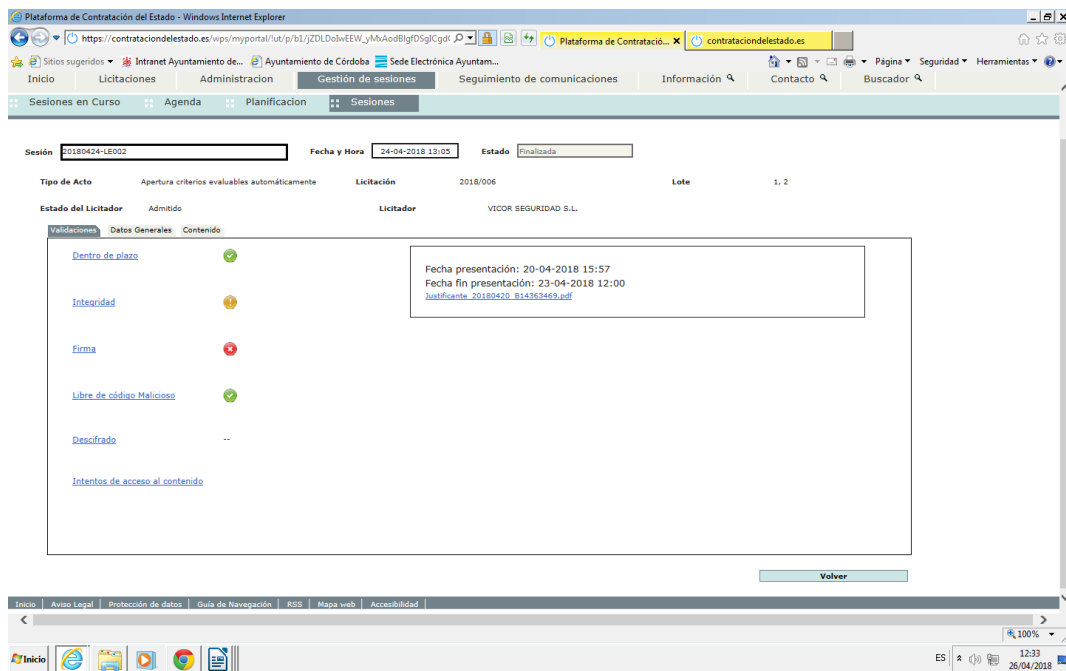 Plataforma de Contratación del Estado - Windows Internet Explorer
https://contrataciondelestado.es/wps/myportal/!ut/p/b1/ Plataforma de Contratació... X contrataciondelestado.es
Sitios sugeridos Intranet Ayuntamiento de... Ayuntamiento de Córdoba Sede Electrónica Ayuntam... Página Seguridad Herramientas
Inicio Licitaciones Administracion Gestión de sesiones Seguimiento de comunicaciones Información Contacto Buscador
Sesiones en Curso Agenda Planificacion Sesiones
Sesión 20180424-LE002 Fecha y Hora 24-04-2018 13:05 Estado Finalizada
Tipo de Acto Apertura criterios evaluables automáticamente Licitación 2018/006 Lote 1, 2
Estado del Licitador Admitido Licitador VICOR SEGURIDAD S.L.
Validaciones Datos Generales Contenido
Dentro de plazo
Fecha presentación: 20-04-2018 15:57
Fecha fin presentación: 23-04-2018 12:00
Justificante_20180420_B14363469.pdf
Integridad
Firma
Libre de código Malicioso
Descifrado --
Intentos de acceso al contenido
Volver
Inicio | Aviso Legal | Protección de datos | Guía de Navegación | RSS | Mapa web | Accesibilidad |
100%
Inicio ES 12:33
26/04/2018